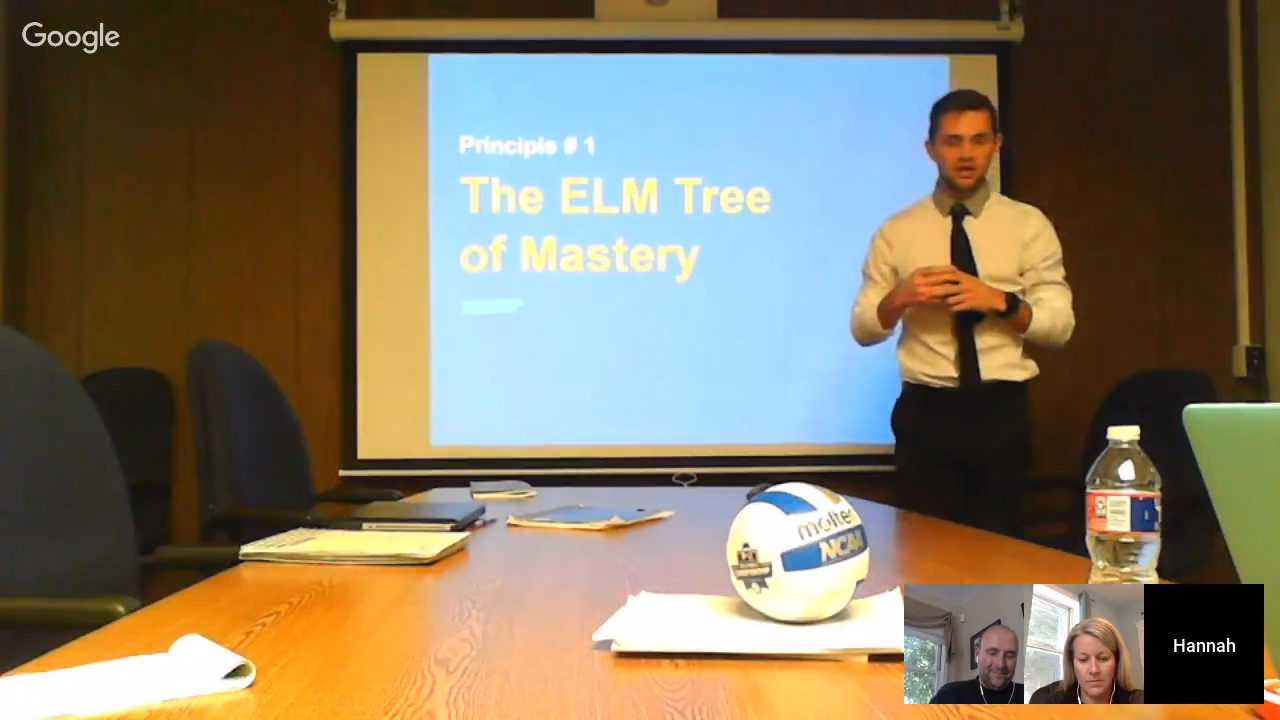 Google
Principle # 1
The ELM Tree
of Mastery
molten
NCAA
Hannah